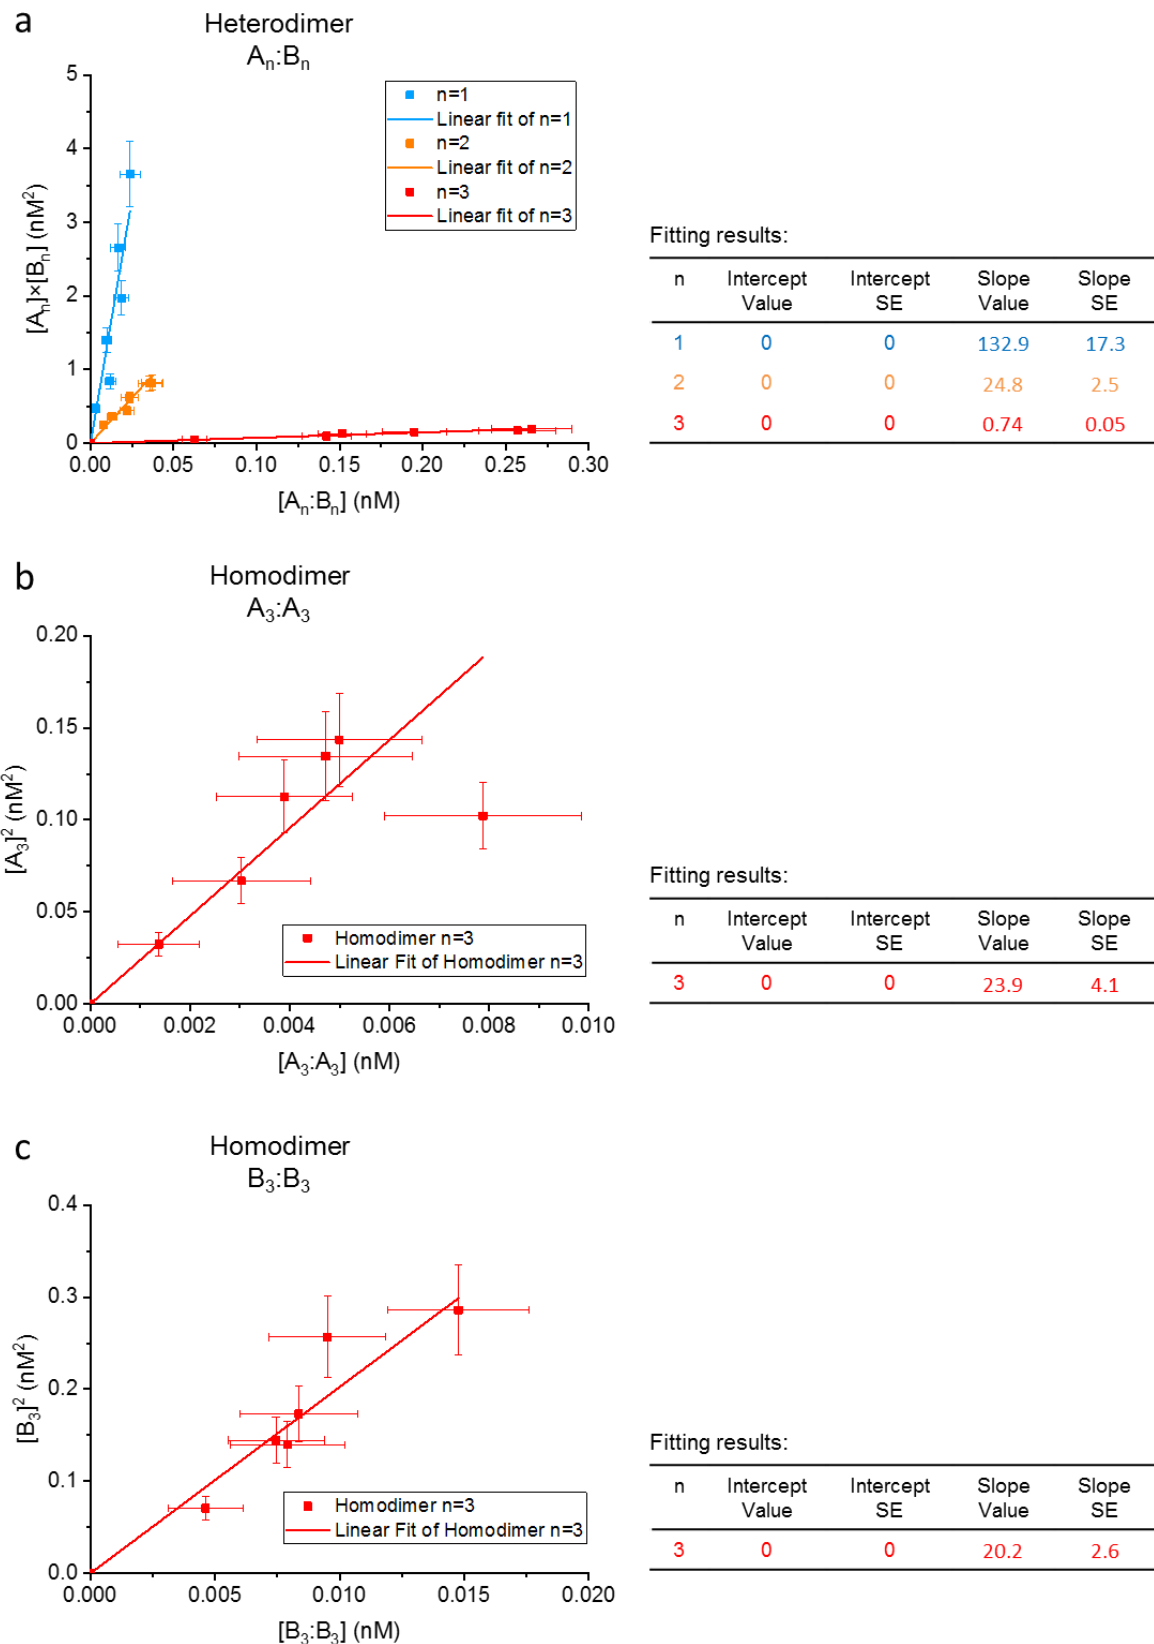 a
Heterodimer
Aₙ:Bₙ
[Aₙ]×[Bₙ] (nM²)
5
4
3
2
1
0
0.00 0.05 0.10 0.15 0.20 0.25 0.30
[Aₙ:Bₙ] (nM)
n=1
Linear fit of n=1
n=2
Linear fit of n=2
n=3
Linear fit of n=3
Fitting results:
n Intercept Value Intercept SE Slope Value Slope SE
1 0 0 132.9 17.3
2 0 0 24.8 2.5
3 0 0 0.74 0.05
b
Homodimer
A₃:A₃
[A₃]² (nM²)
0.20
0.15
0.10
0.05
0.00
0.000 0.002 0.004 0.006 0.008 0.010
[A₃:A₃] (nM)
Homodimer n=3
Linear Fit of Homodimer n=3
Fitting results:
n Intercept Value Intercept SE Slope Value Slope SE
3 0 0 23.9 4.1
c
Homodimer
B₃:B₃
[B₃]² (nM²)
0.4
0.3
0.2
0.1
0.0
0.000 0.005 0.010 0.015 0.020
[B₃:B₃] (nM)
Homodimer n=3
Linear Fit of Homodimer n=3
Fitting results:
n Intercept Value Intercept SE Slope Value Slope SE
3 0 0 20.2 2.6